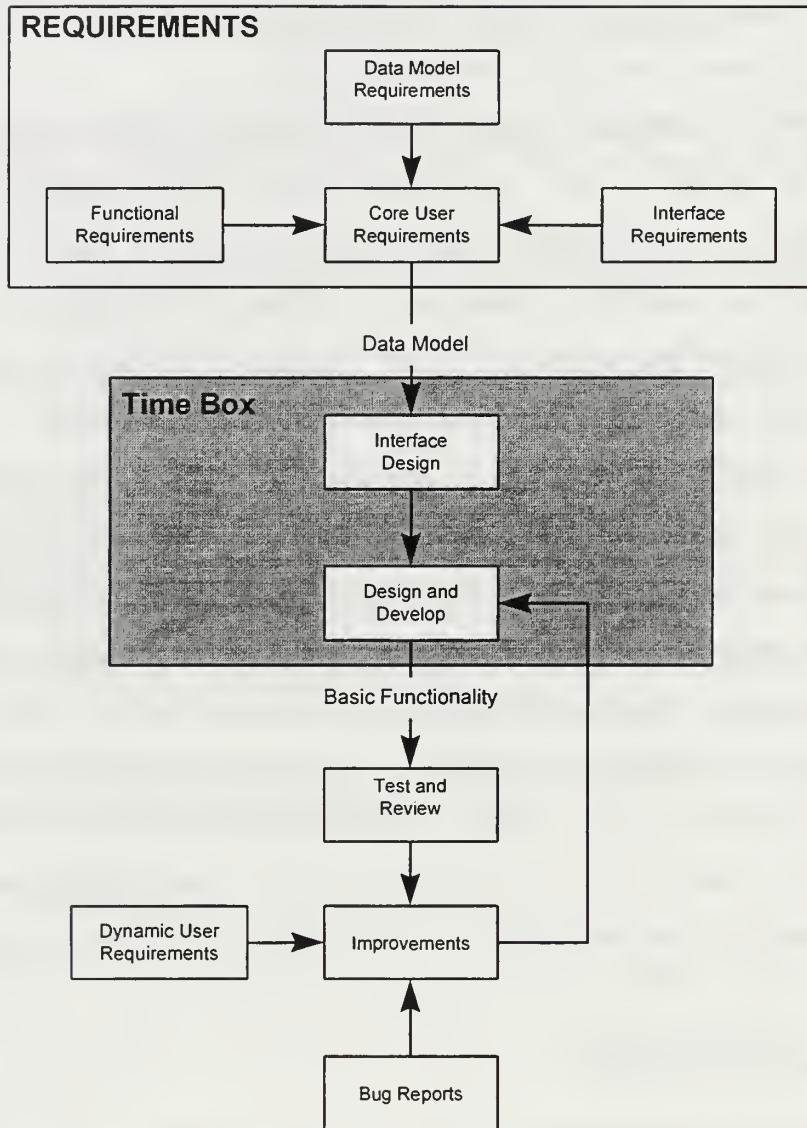 REQUIREMENTS
Data Model
Requirements
Functional
Requirements
Core User
Requirements
Interface
Requirements
Data Model
Time Box
Interface
Design
Design and
Develop
Basic Functionality
Test and
Review
Dynamic User
Requirements
Improvements
Bug Reports